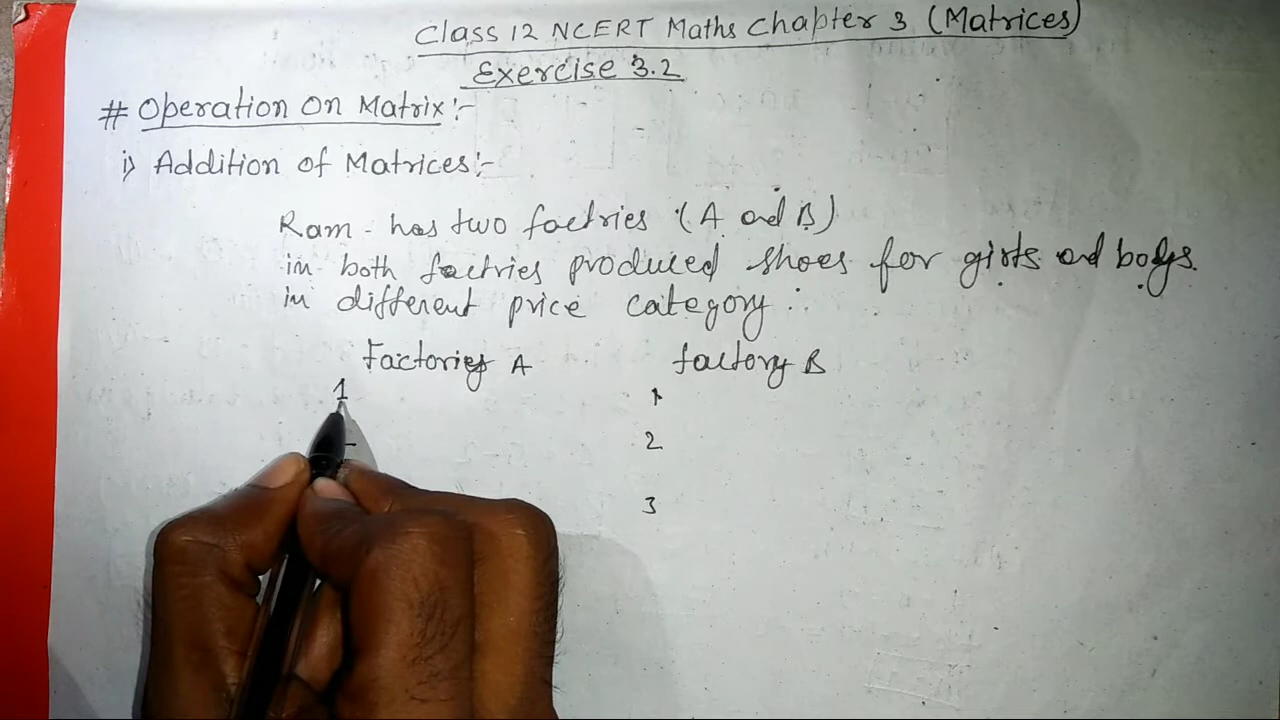 Class 12 NCERT Maths Chapter 3 (Matrices)
Exercise 3.2
# Operation On Matrix:-
i) Addition of Matrices:-
Ram - has two factries (A and B)
in both factries produced shoes for girls and boys.
in different price category :
Factories A factory B
1 1
2
3